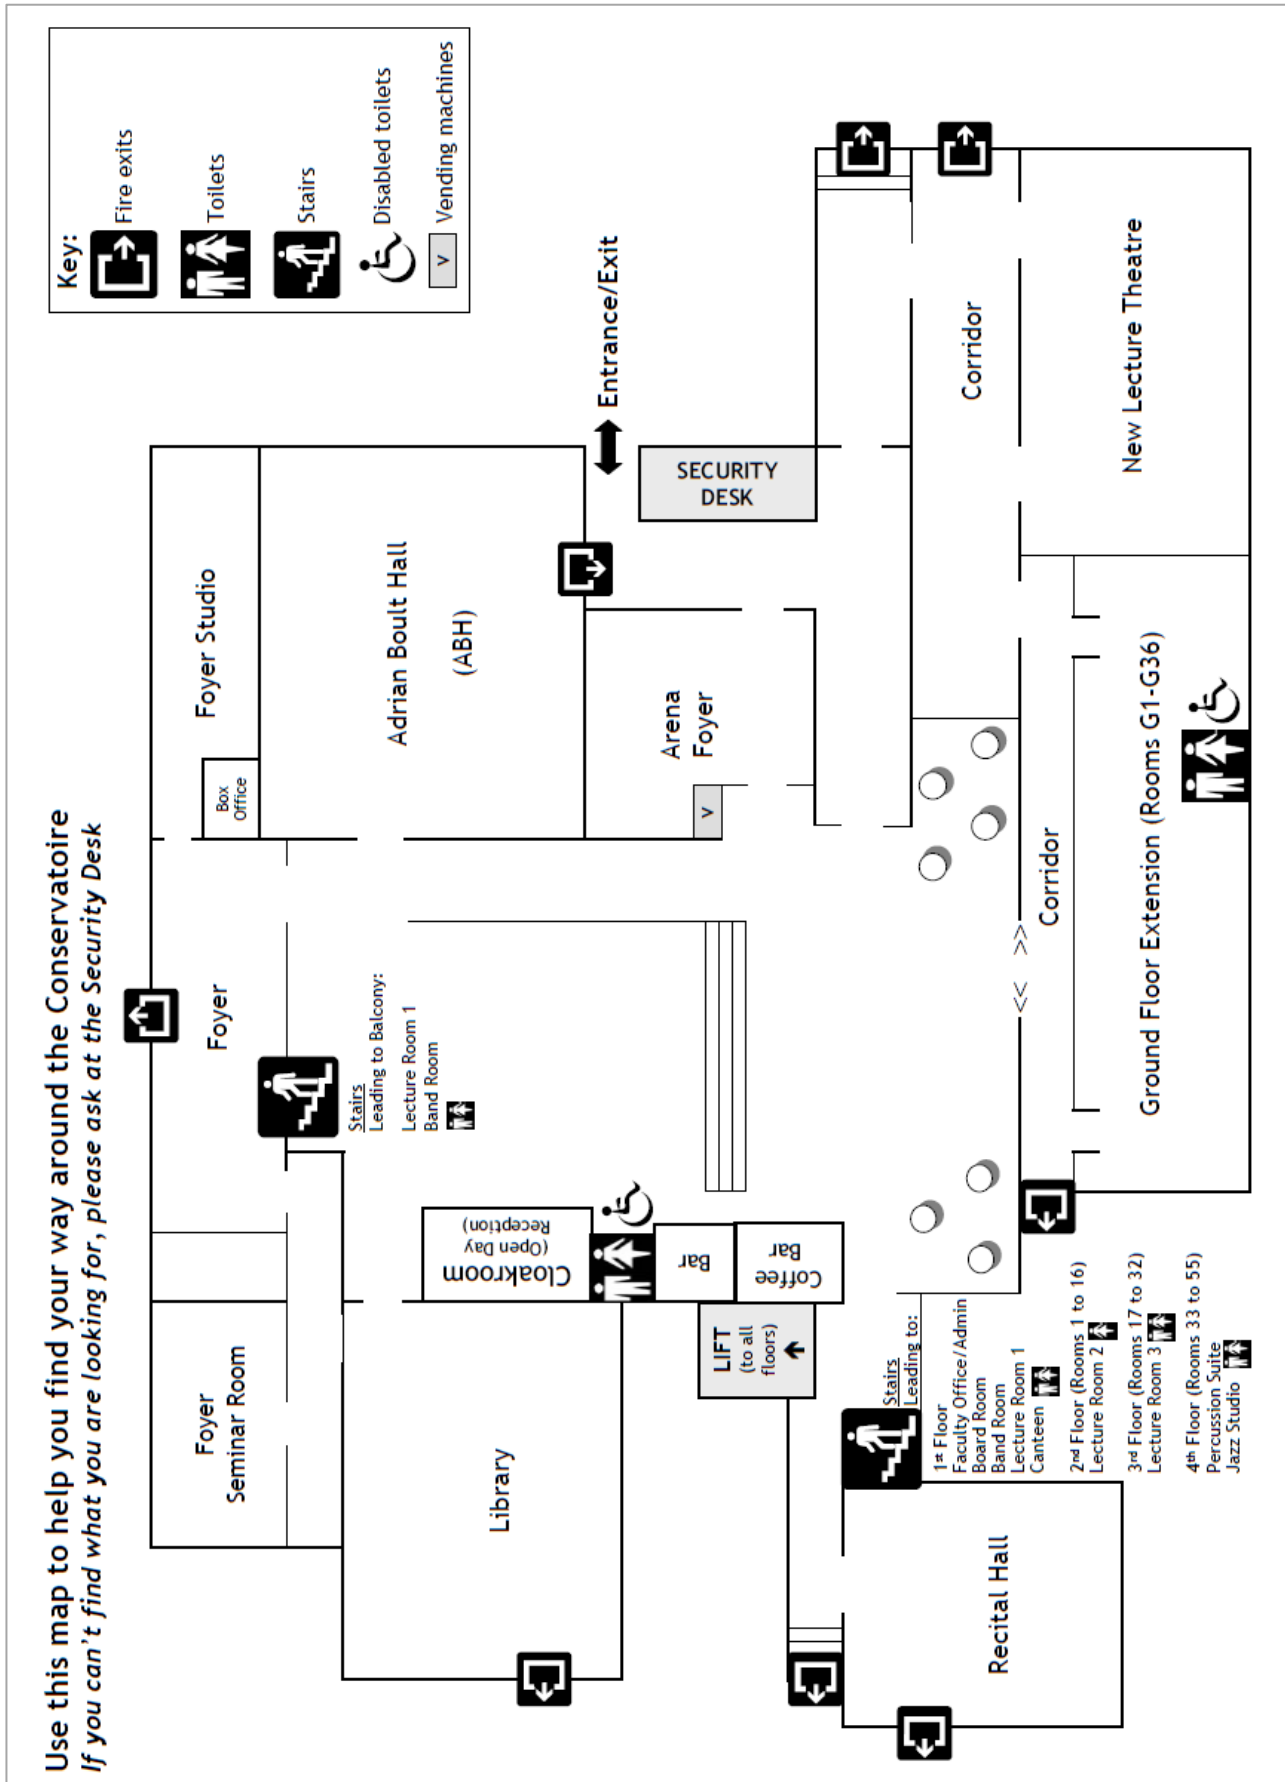 Use this map to help you find your way around the Conservatoire
If you can't find what you are looking for, please ask at the Security Desk
Key:
Fire exits
Toilets
Stairs
Disabled toilets
v
Vending machines
Foyer
Seminar Room
Foyer
Box
Office
Foyer Studio
Stairs
Leading to Balcony:
Lecture Room 1
Band Room
Adrian Boult Hall
(ABH)
Library
Cloakroom
(Open Day
Reception)
Bar
Coffee
Bar
LIFT
(to all
floors)
Arena
Foyer
v
Entrance/Exit
SECURITY
DESK
Recital Hall
Stairs
Leading to:
1st Floor
Faculty Office/Admin
Board Room
Band Room
Lecture Room 1
Canteen
2nd Floor (Rooms 1 to 16)
Lecture Room 2
3rd Floor (Rooms 17 to 32)
Lecture Room 3
4th Floor (Rooms 33 to 55)
Percussion Suite
Jazz Studio
<< >>
Corridor
Corridor
Ground Floor Extension (Rooms G1-G36)
New Lecture Theatre